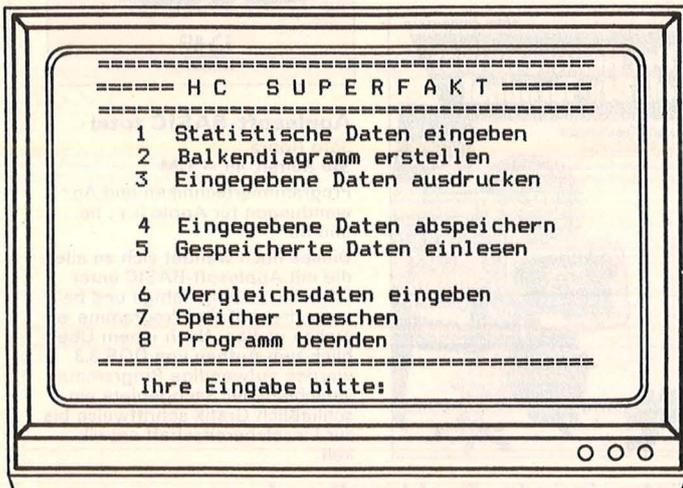 ===== H C  S U P E R F A K T =====
1 Statistische Daten eingeben
2 Balkendiagramm erstellen
3 Eingegebene Daten ausdrucken
4 Eingegebene Daten abspeichern
5 Gespeicherte Daten einlesen
6 Vergleichsdaten eingeben
7 Speicher loeschen
8 Programm beenden
Ihre Eingabe bitte: